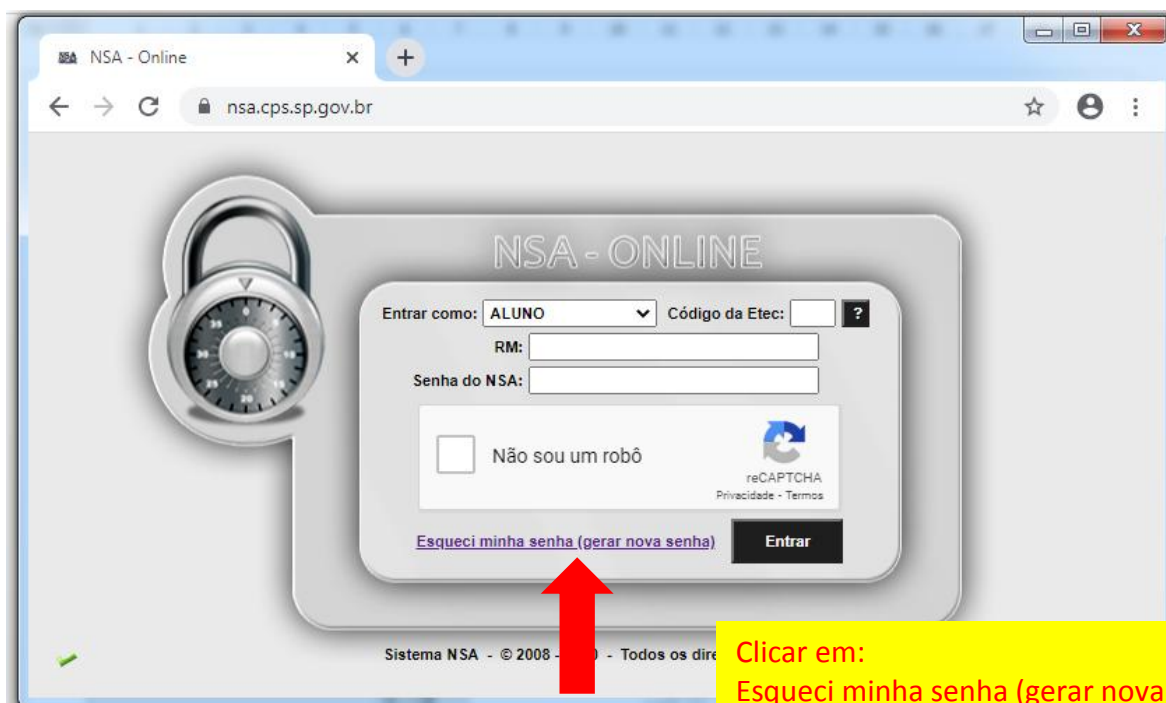 NSA - Online
nsa.cps.sp.gov.br
NSA - ONLINE
Entrar como: ALUNO Código da Etec: ?
RM:
Senha do NSA:
Não sou um robô
reCAPTCHA
Privacidade - Termos
Esqueci minha senha (gerar nova senha) Entrar
Sistema NSA - © 2008 - - Todos os
Clicar em:
Esqueci minha senha (gerar nova